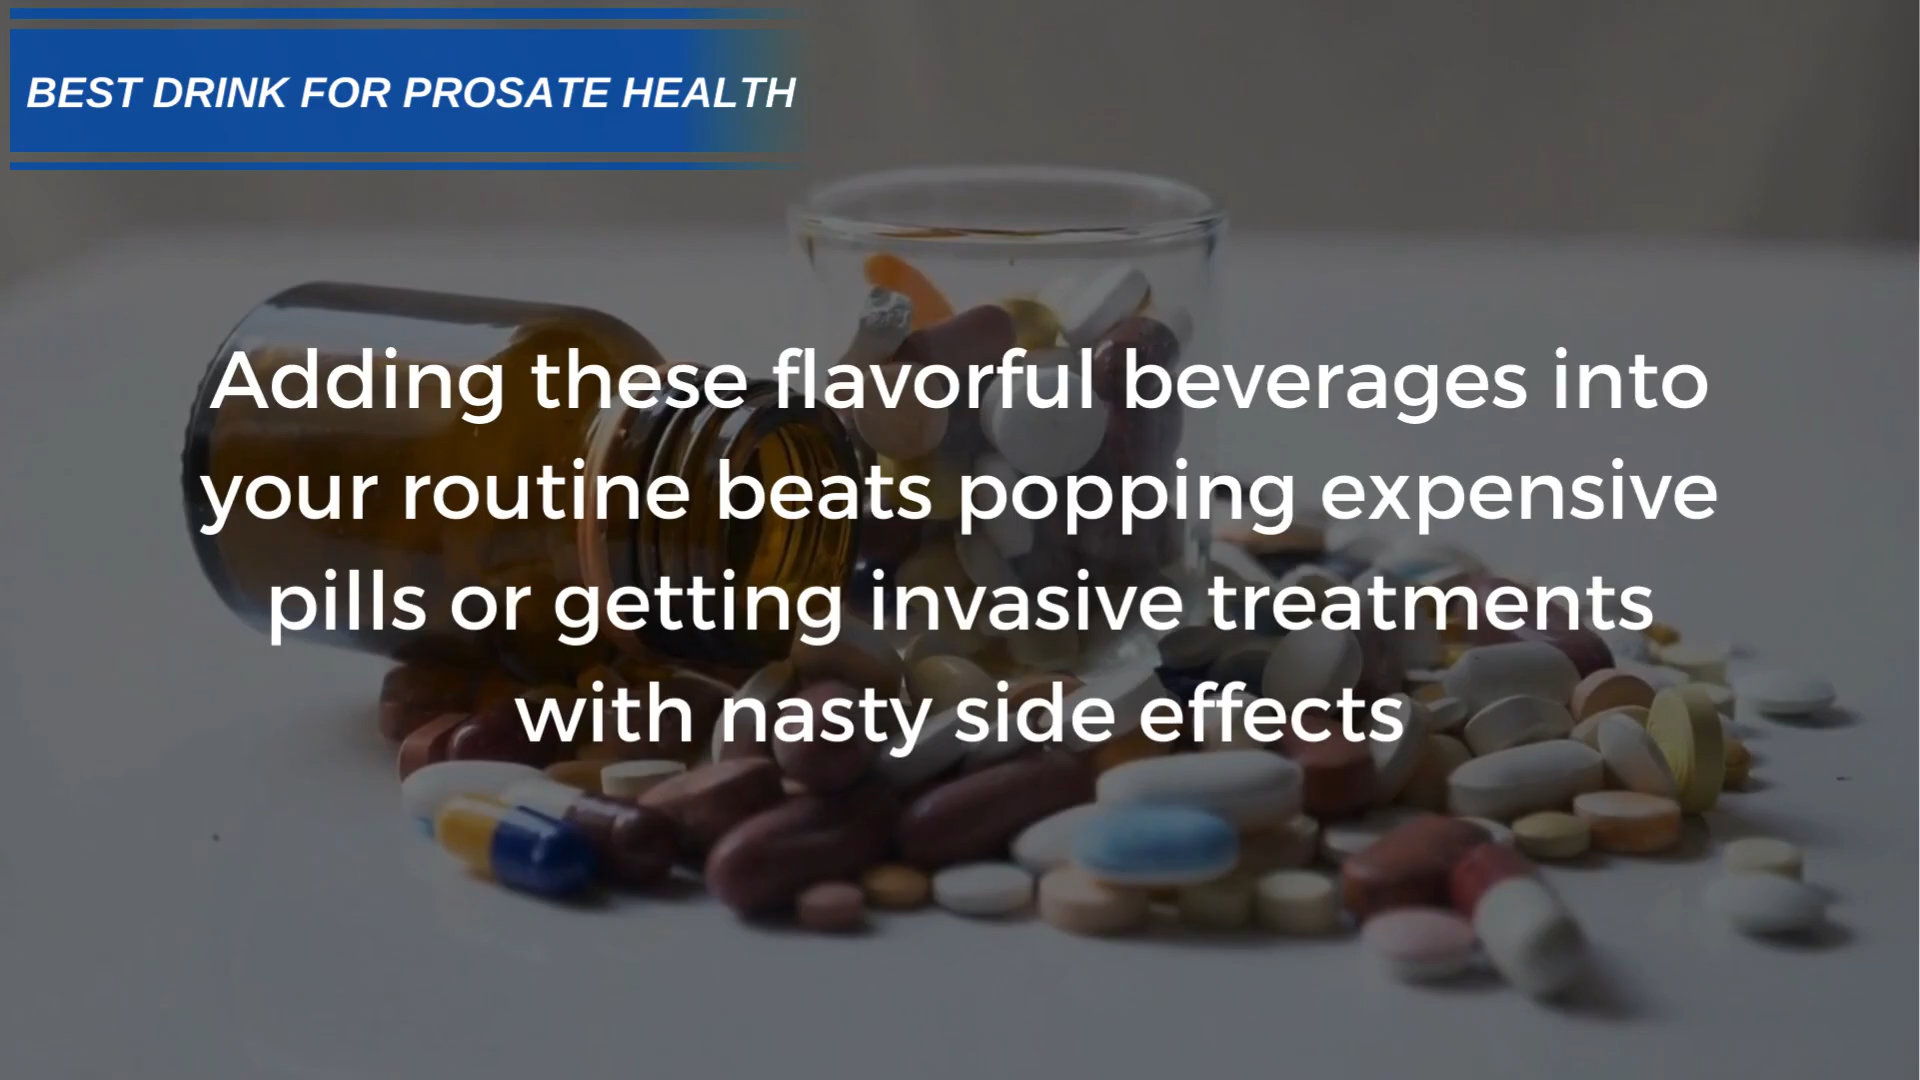 BEST DRINK FOR PROSATE HEALTH
Adding these flavorful beverages into
your routine beats popping expensive
pills or getting invasive treatments
with nasty side effects